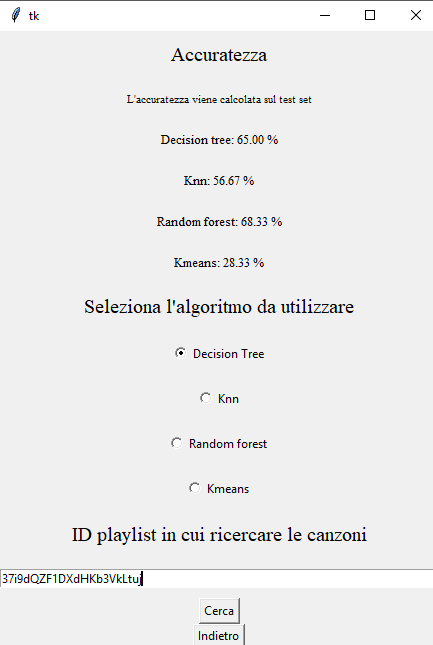 tk
Accuratezza
L'accuratezza viene calcolata sul test set
Decision tree: 65.00 %
Knn: 56.67 %
Random forest: 68.33 %
Kmeans: 28.33 %
Seleziona l'algoritmo da utilizzare
Decision Tree
Knn
Random forest
Kmeans
ID playlist in cui ricercare le canzoni
37i9dQZF1DXdHKb3VkLtuj
Cerca
Indietro